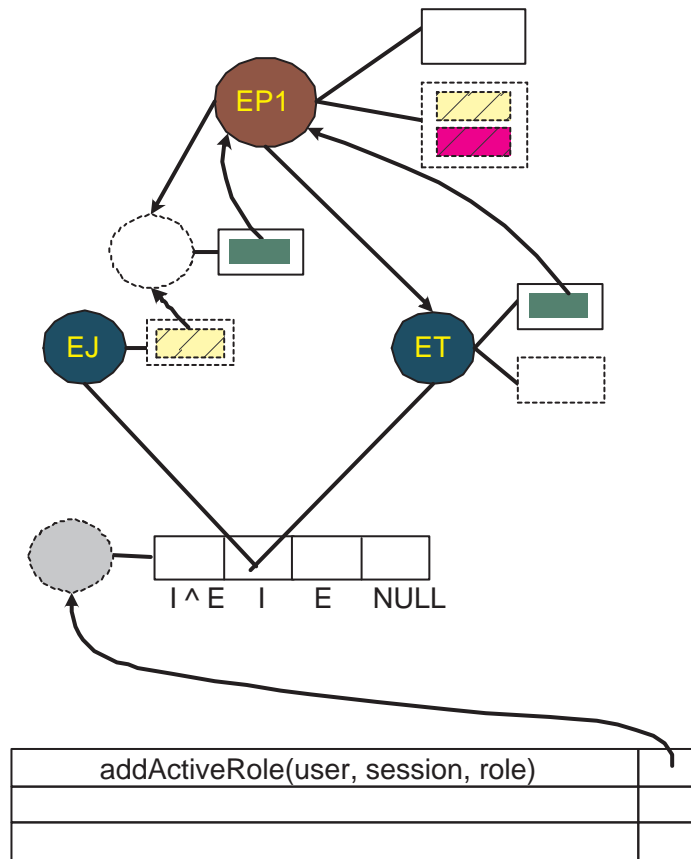 EP1
EJ
ET
I ^ E I E NULL
addActiveRole(user, session, role)